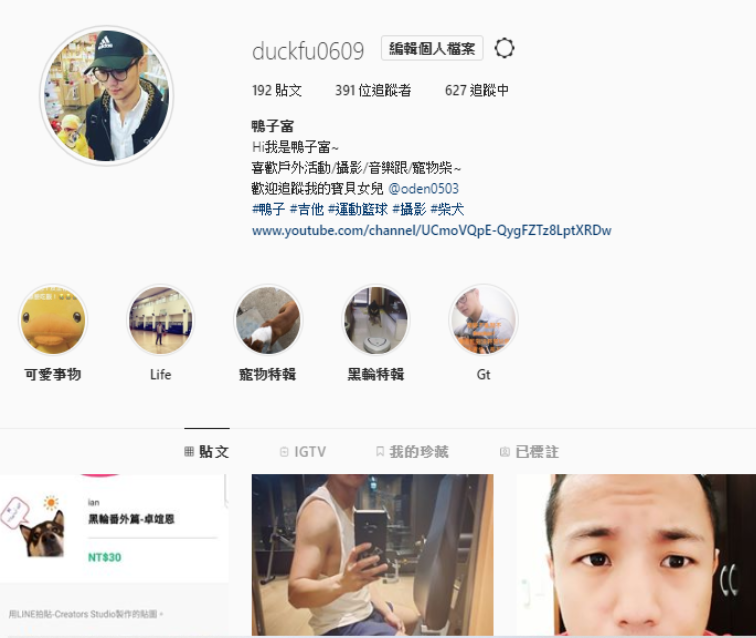 duckfu0609 編輯個人檔案
192 貼文 391 位追蹤者 627 追蹤中
鴨子富
Hi我是鴨子富~
喜歡戶外活動/攝影/音樂跟/寵物柴~
歡迎追蹤我的寶貝女兒 @oden0503
#鴨子 #吉他 #運動籃球 #攝影 #柴犬
www.youtube.com/channel/UCmoVQpE-QygFZTz8LptXRDw
可愛事物 Life 寵物特輯 黑輪特輯 Gt
貼文 IGTV 我的珍藏 已標註
ian
黑輪番外篇-卓竩恩
NT$30
用LINE拍貼-Creators Studio製作的貼圖。